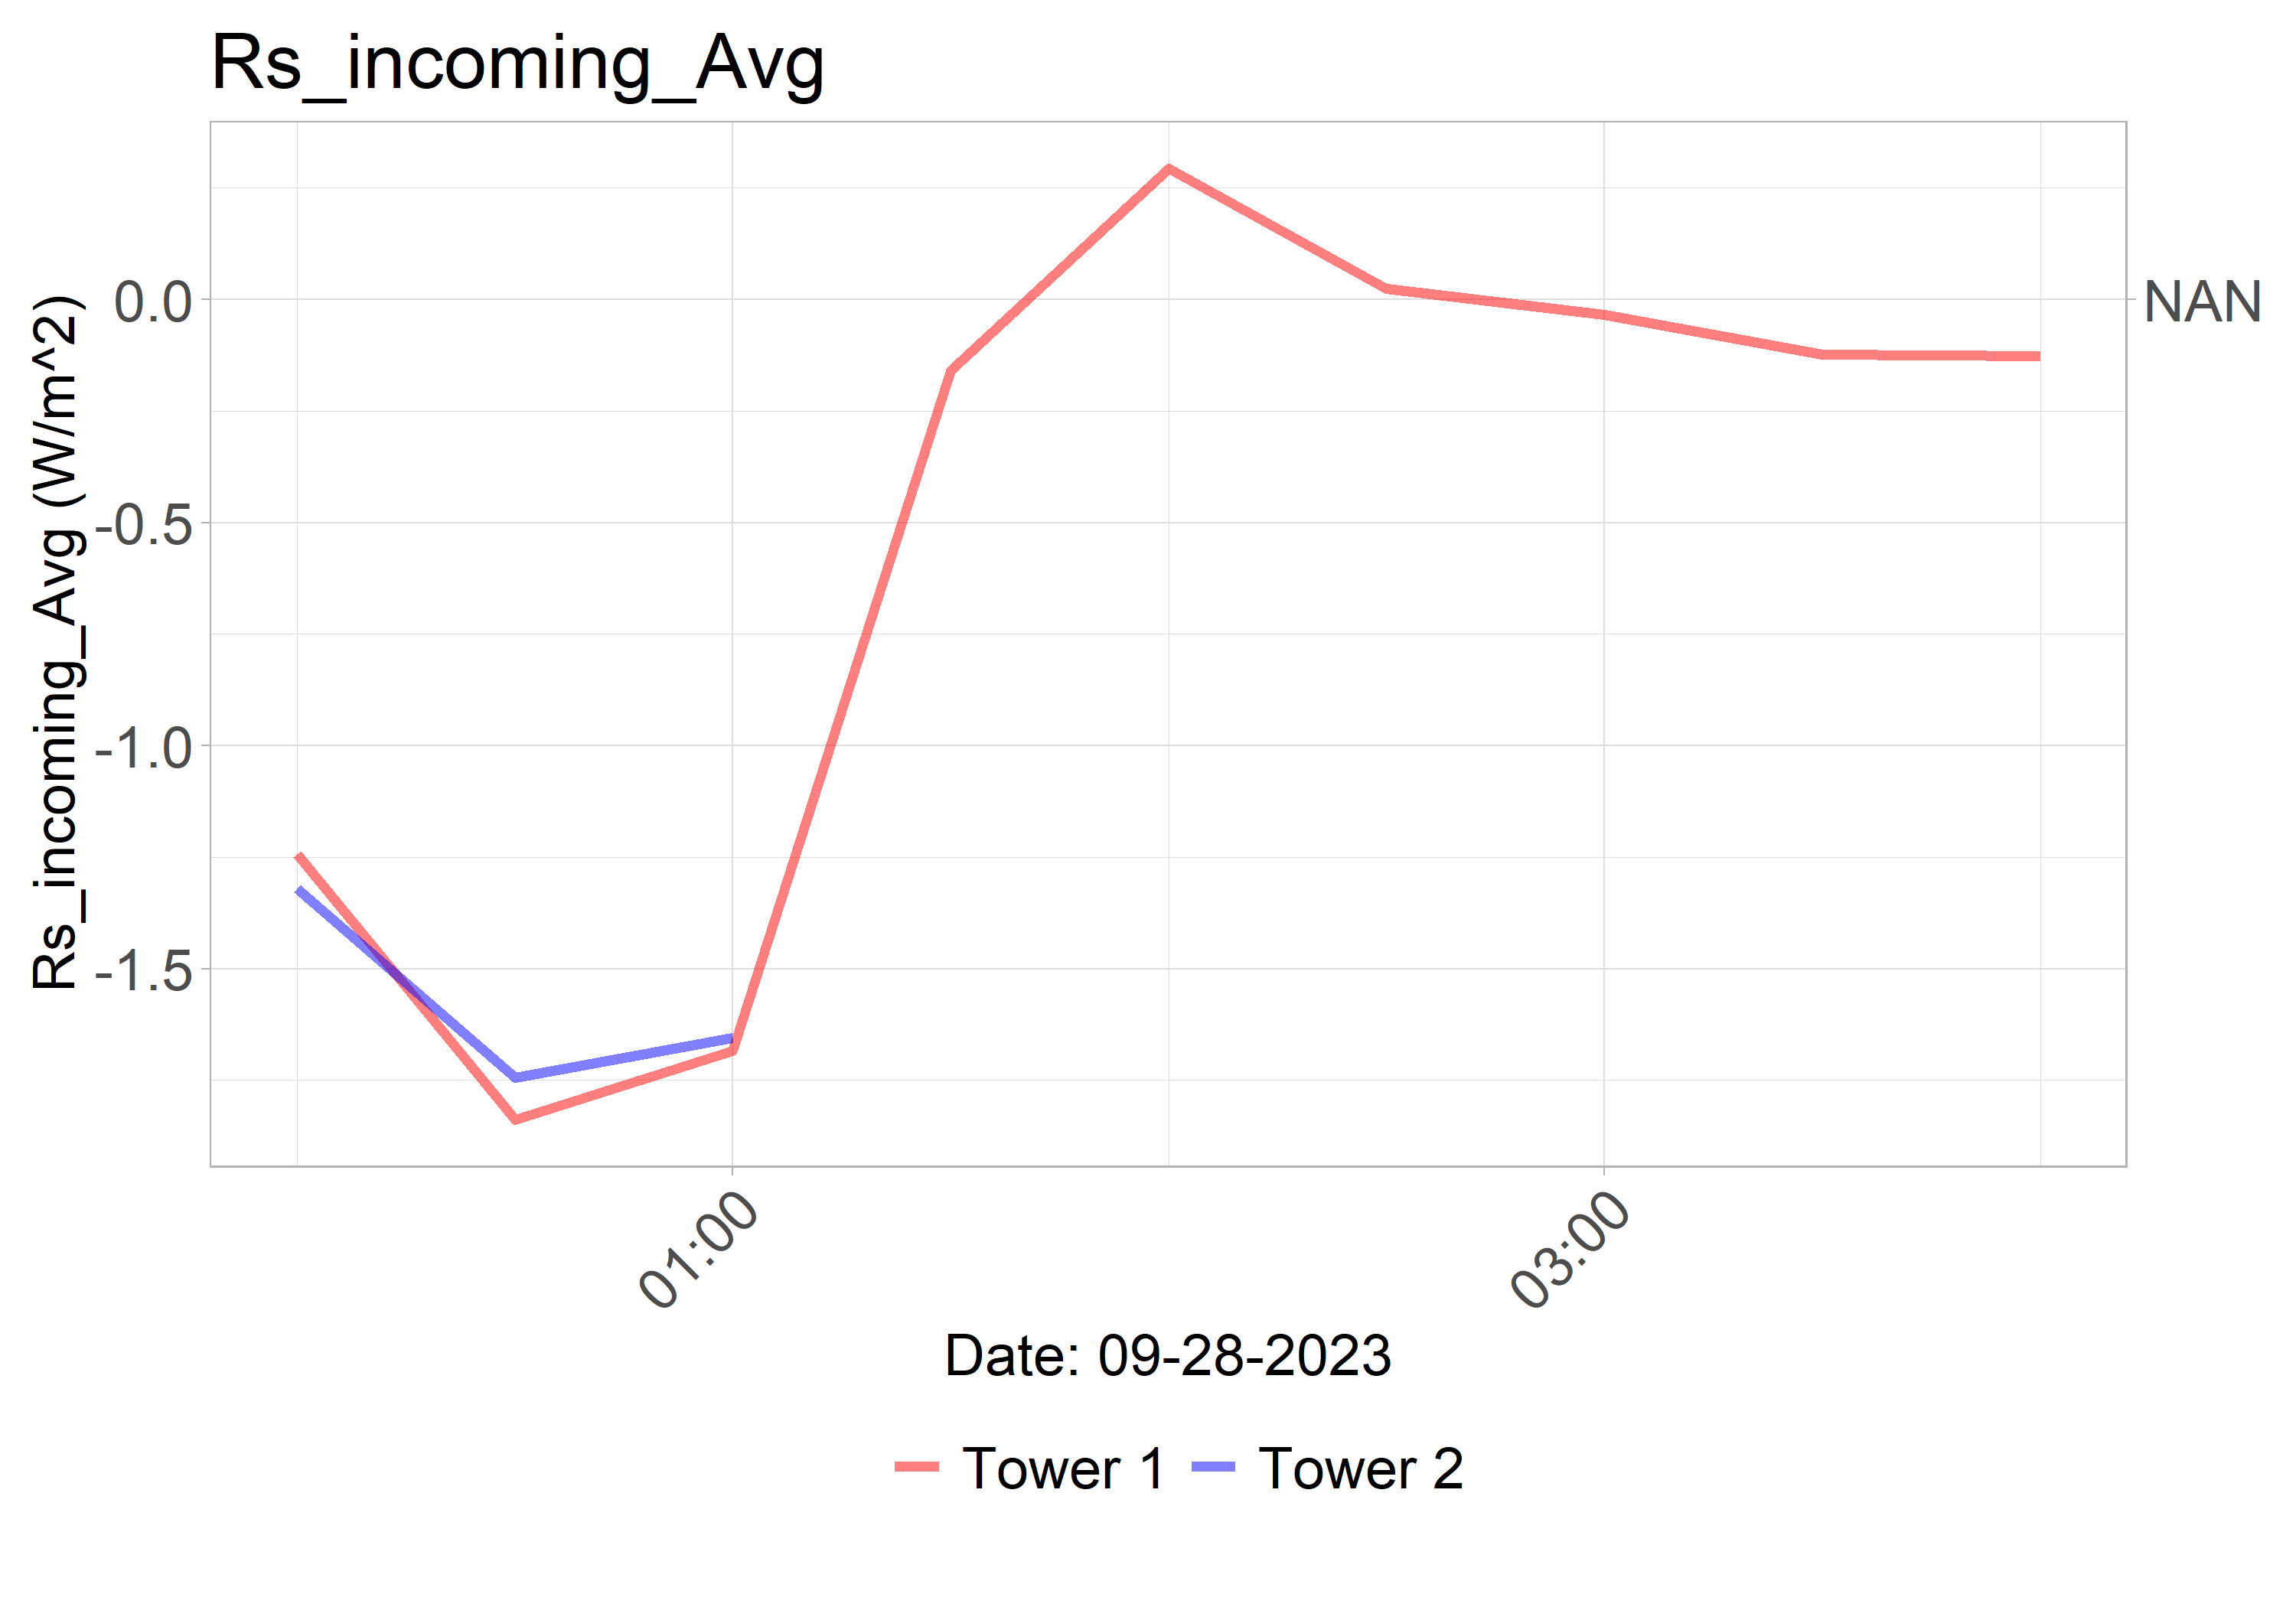 Rs_incoming_Avg
Rs_incoming_Avg (W/m^2)
0.0
-0.5
-1.0
-1.5
NAN
01:00
03:00
Date: 09-28-2023
Tower 1
Tower 2